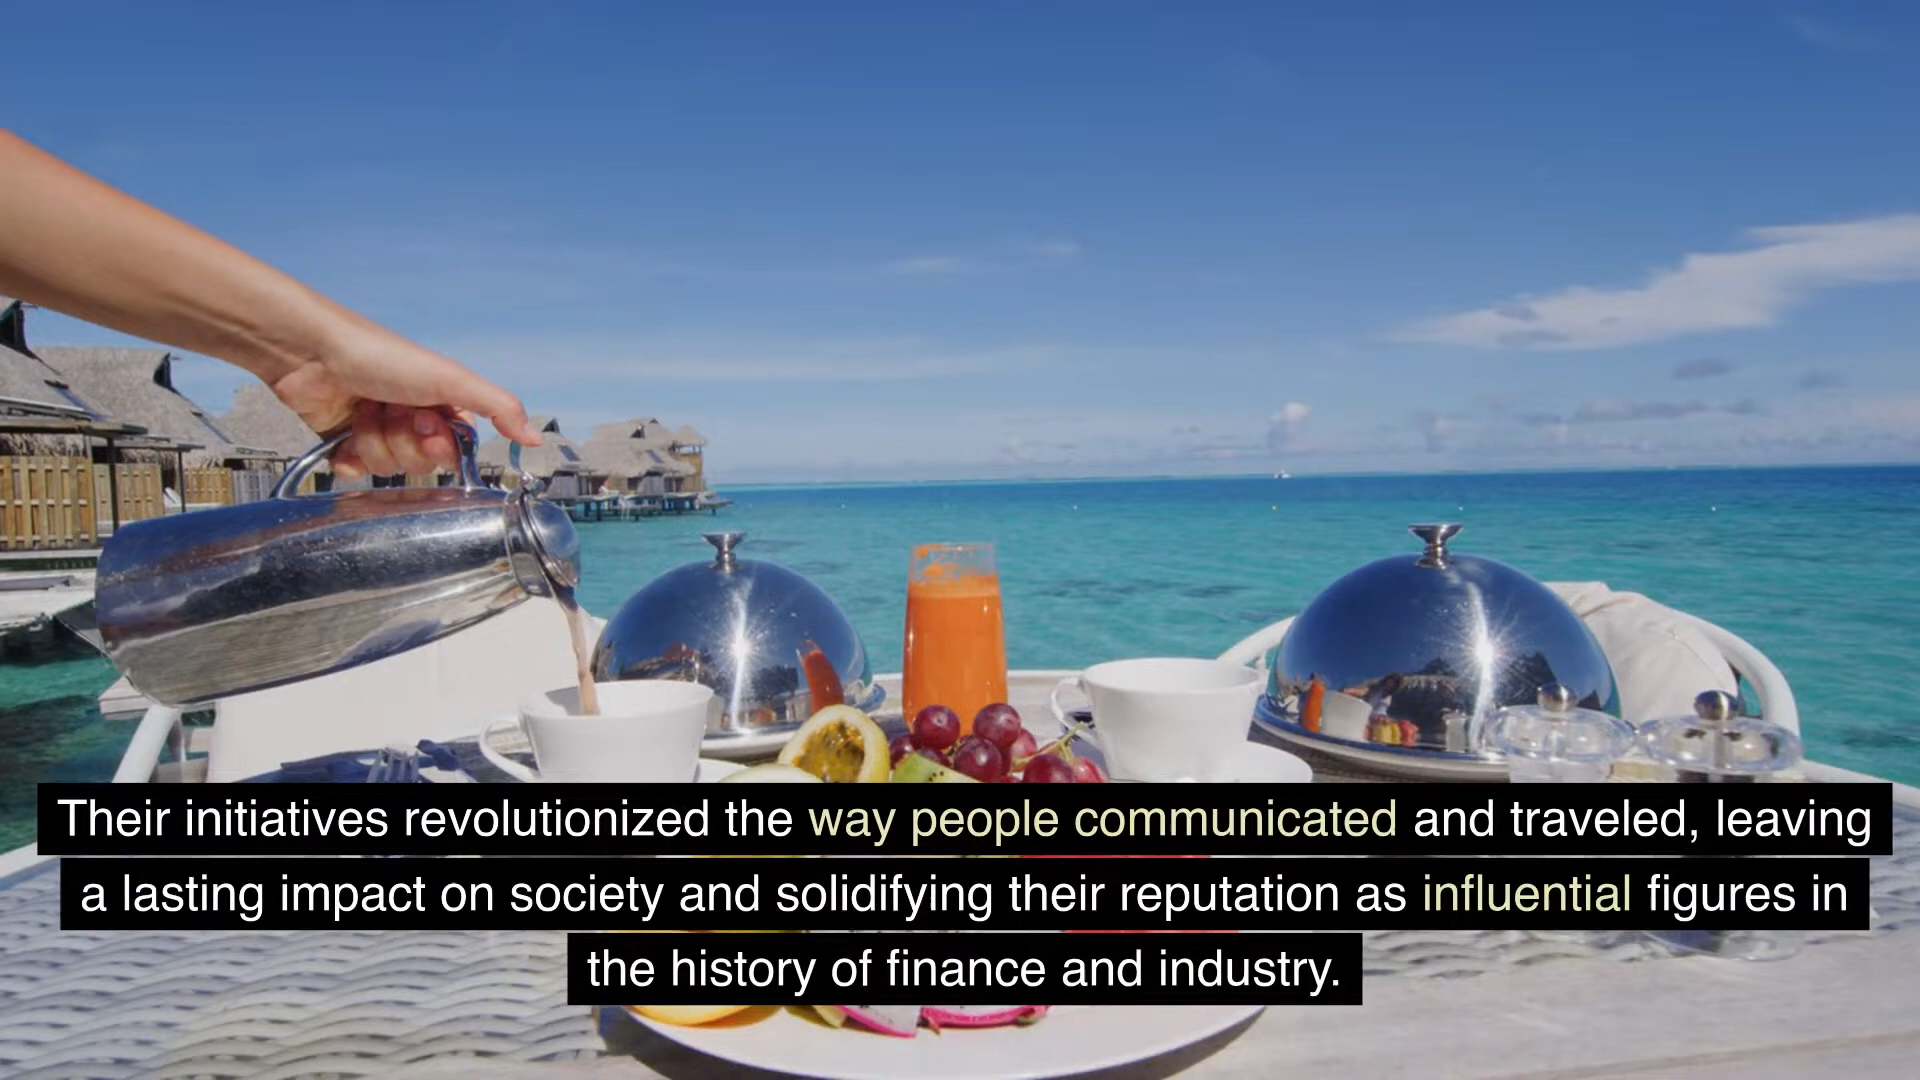 Their initiatives revolutionized the way people communicated and traveled, leaving
a lasting impact on society and solidifying their reputation as influential figures in
the history of finance and industry.